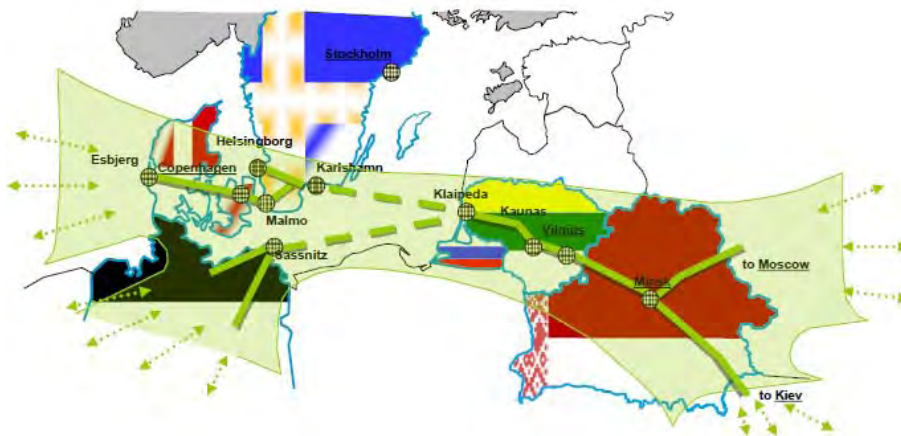 Stockholm
Helsingborg
Esbjerg
Copenhagen
Karlshamn
Klaipeda
Kaunas
Malmo
Vilnius
Sassnitz
to Moscow
Minsk
to Kiev